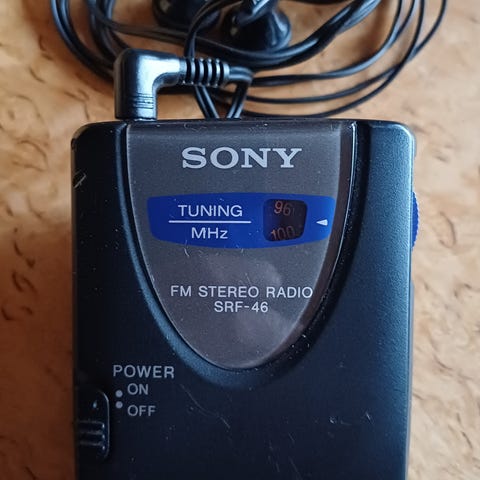 SONY
TUNING
MHz
96
100
FM STEREO RADIO
SRF-46
POWER
ON
OFF